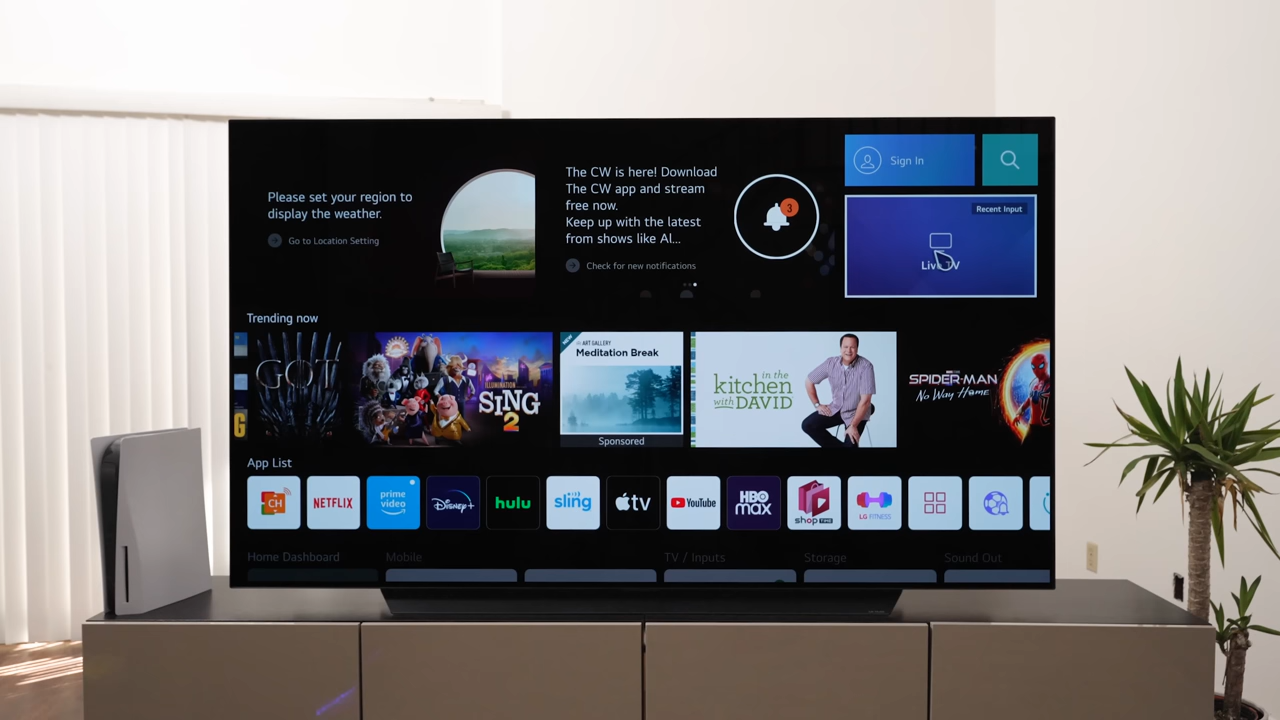 Please set your region to
display the weather.
Go to Location Setting
The CW is here! Download
The CW app and stream
free now.
Keep up with the latest
from shows like AL...
Check for new notifications
3
Sign In
Recent Input
Live TV
Trending now
G
GOT
ILLUMINATION
SING
2
NEW
ART GALLERY
Meditation Break
Sponsored
in the
kitchen
with DAVID
SPIDER-MAN
No Way Home
App List
CH
NETFLIX
prime
video
Disney+
hulu
sling
tv
YouTube
HBO
max
shop TIME
LG FITNESS
Home Dashboard
Mobile
TV / Inputs
Storage
Sound Out